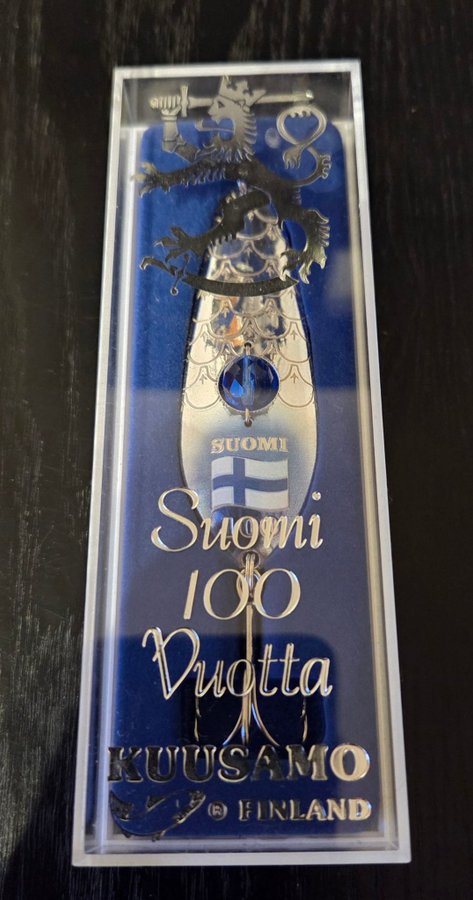 SUOMI
Suomi
100
Vuotta
KUUSAMO
® FINLAND